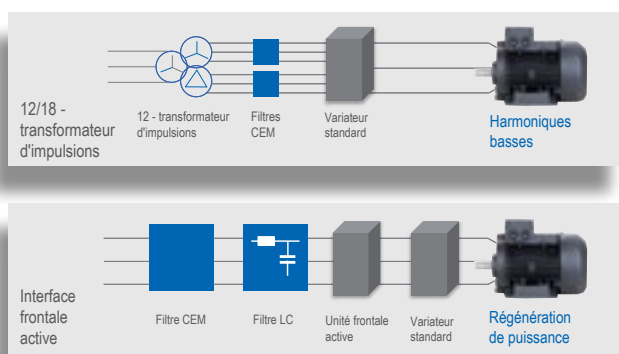 12/18 -
transformateur
d'impulsions
12 - transformateur
d'impulsions
Filtres
CEM
Variateur
standard
Harmoniques
basses
Interface
frontale
active
Filtre CEM
Filtre LC
Unité frontale
active
Variateur
standard
Régénération
de puissance